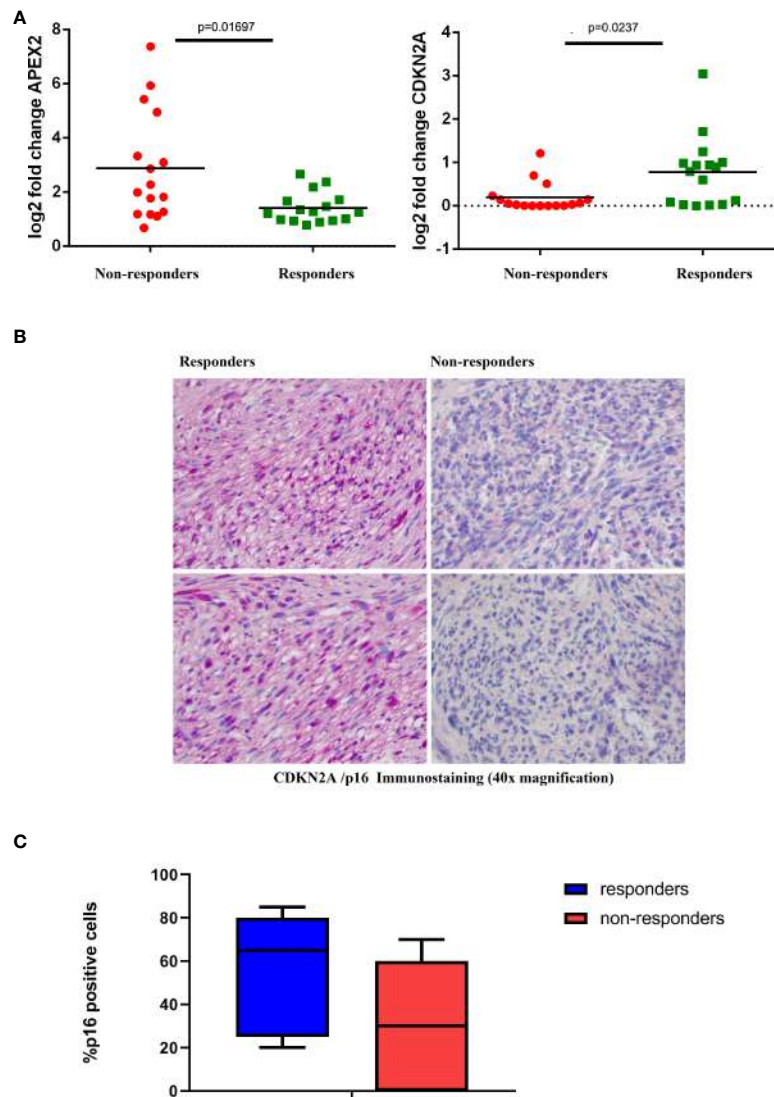 A
p=0.01697
log2 fold change APEX2
8
6
4
2
0
Non-responders
Responders
p=0.0237
log2 fold change CDKN2A
4
3
2
1
0
-1
Non-responders
Responders
B
Responders
Non-responders
CDKN2A /p16 Immunostaining (40x magnification)
C
%p16 positive cells
100
80
60
40
20
0
responders
non-responders